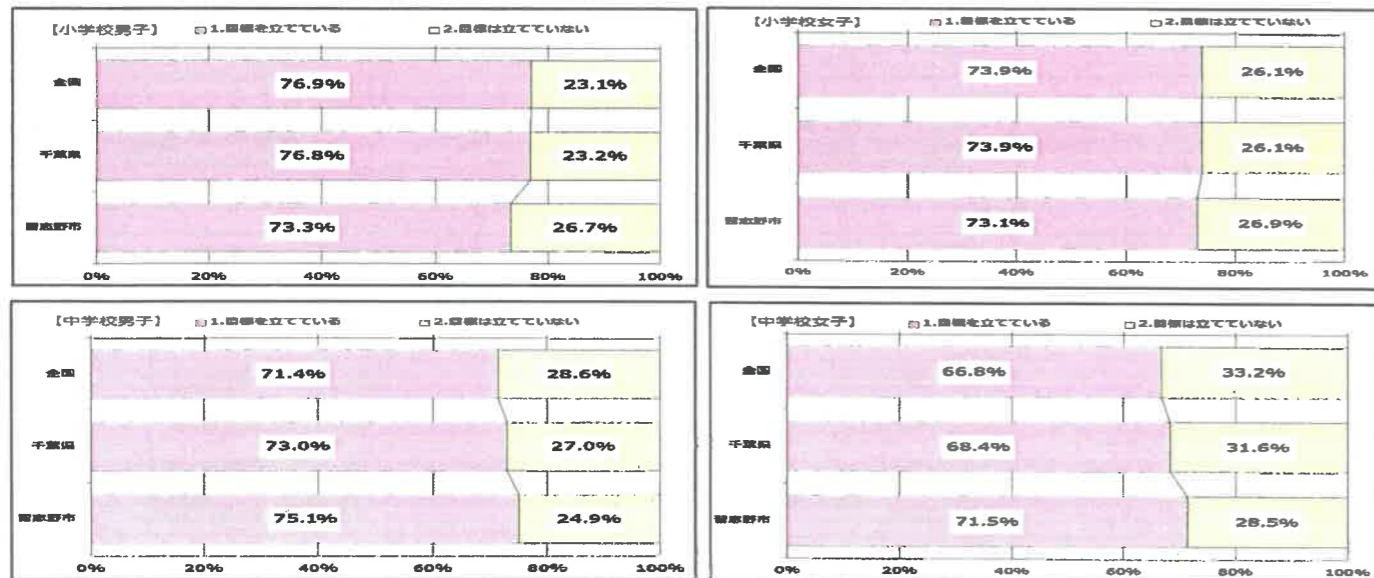 【小学校男子】 1.目標を立てている 2.目標は立てていない
全国 76.9% 23.1%
千葉県 76.8% 23.2%
習志野市 73.3% 26.7%
0% 20% 40% 60% 80% 100%
【小学校女子】 1.目標を立てている 2.目標は立てていない
全国 73.9% 26.1%
千葉県 73.9% 26.1%
習志野市 73.1% 26.9%
0% 20% 40% 60% 80% 100%
【中学校男子】 1.目標を立てている 2.目標は立てていない
全国 71.4% 28.6%
千葉県 73.0% 27.0%
習志野市 75.1% 24.9%
0% 20% 40% 60% 80% 100%
【中学校女子】 1.目標を立てている 2.目標は立てていない
全国 66.8% 33.2%
千葉県 68.4% 31.6%
習志野市 71.5% 28.5%
0% 20% 40% 60% 80% 100%